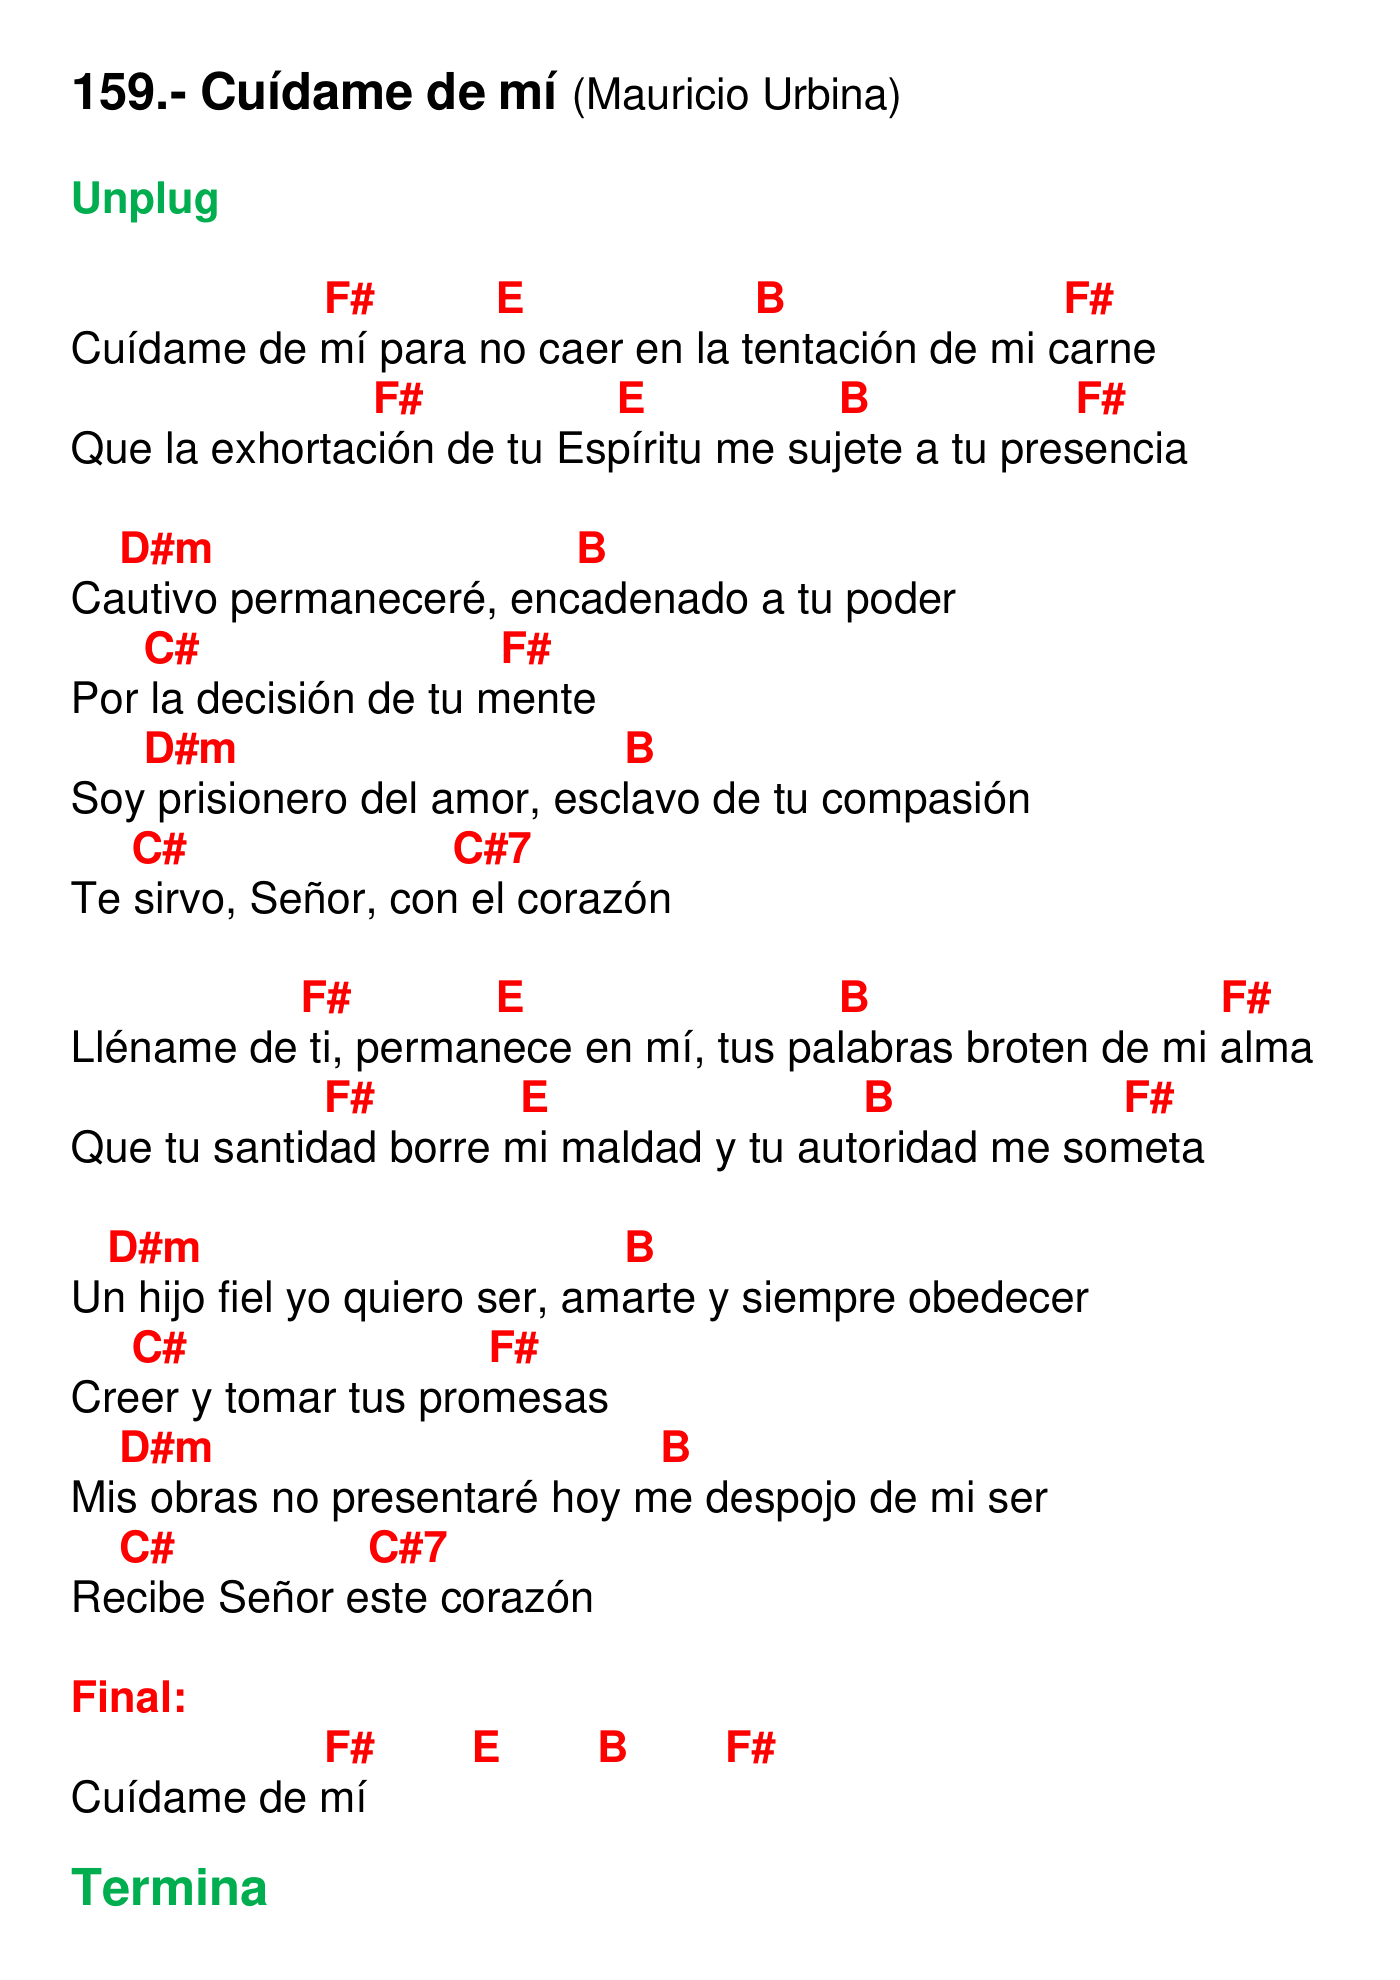 159.- Cuídame de mí (Mauricio Urbina)
Unplug
F# E B F#
Cuídame de mí para no caer en la tentación de mi carne
F# E B F#
Que la exhortación de tu Espíritu me sujete a tu presencia
D#m B
Cautivo permaneceré, encadenado a tu poder
C# F#
Por la decisión de tu mente
D#m B
Soy prisionero del amor, esclavo de tu compasión
C# C#7
Te sirvo, Señor, con el corazón
F# E B F#
Lléname de ti, permanece en mí, tus palabras broten de mi alma
F# E B F#
Que tu santidad borre mi maldad y tu autoridad me someta
D#m B
Un hijo fiel yo quiero ser, amarte y siempre obedecer
C# F#
Creer y tomar tus promesas
D#m B
Mis obras no presentaré hoy me despojo de mi ser
C# C#7
Recibe Señor este corazón
Final:
F# E B F#
Cuídame de mí
Termina